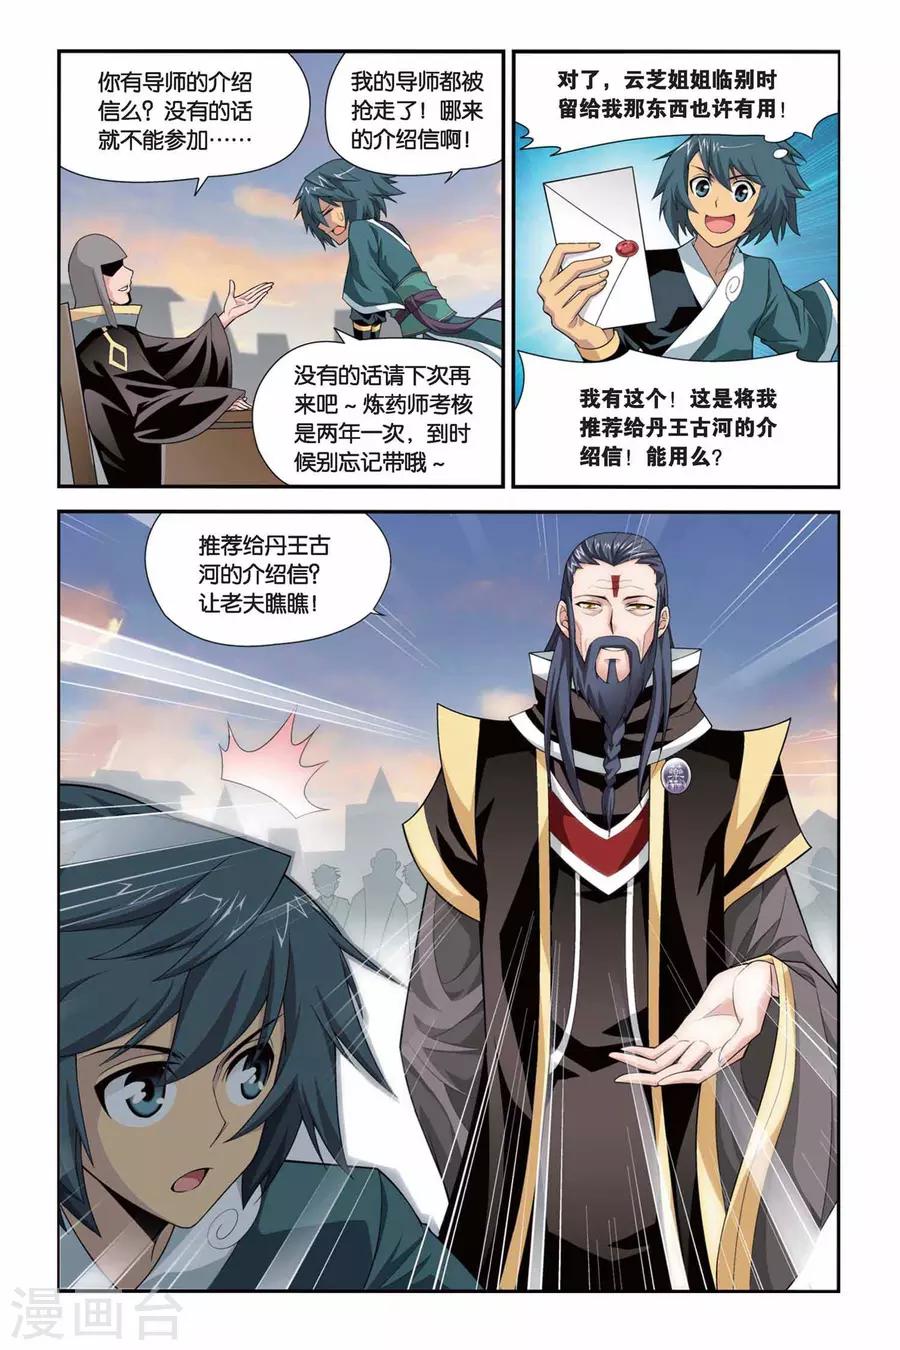 你有导师的介绍
信么？没有的话
就不能参加……
我的导师都被
抢走了！哪来
的介绍信啊！
没有的话请下次再
来吧～炼药师考核
是两年一次，到时
候别忘记带哦～
对了，云芝姐姐临别时
留给我那东西也许有用！
我有这个！这是将我
推荐给丹王古河的介
绍信！能用么？
推荐给丹王古
河的介绍信？
让老夫瞧瞧！
漫画台